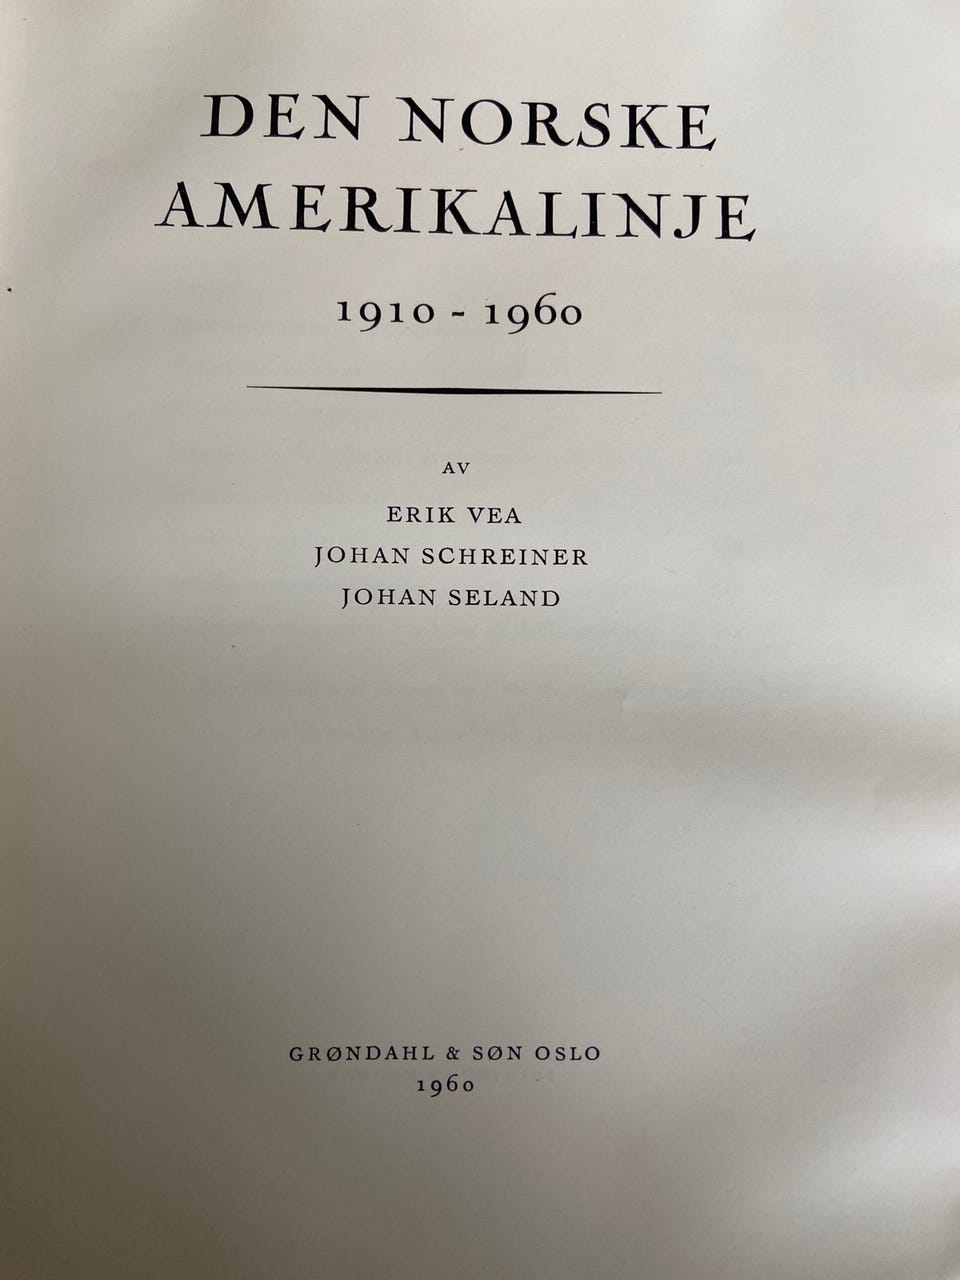 DEN NORSKE
AMERIKALINJE
1910 - 1960
AV
ERIK VEA
JOHAN SCHREINER
JOHAN SELAND
GRØNDAHL & SØN OSLO
1960